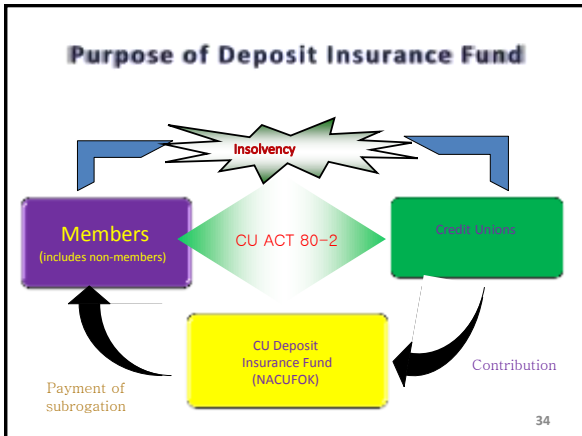 Purpose of Deposit Insurance Fund
Insolvency
Members
(includes non-members)
CU ACT 80-2
Credit Unions
CU Deposit
Insurance Fund
(NACUFOK)
Payment of
subrogation
Contribution
34